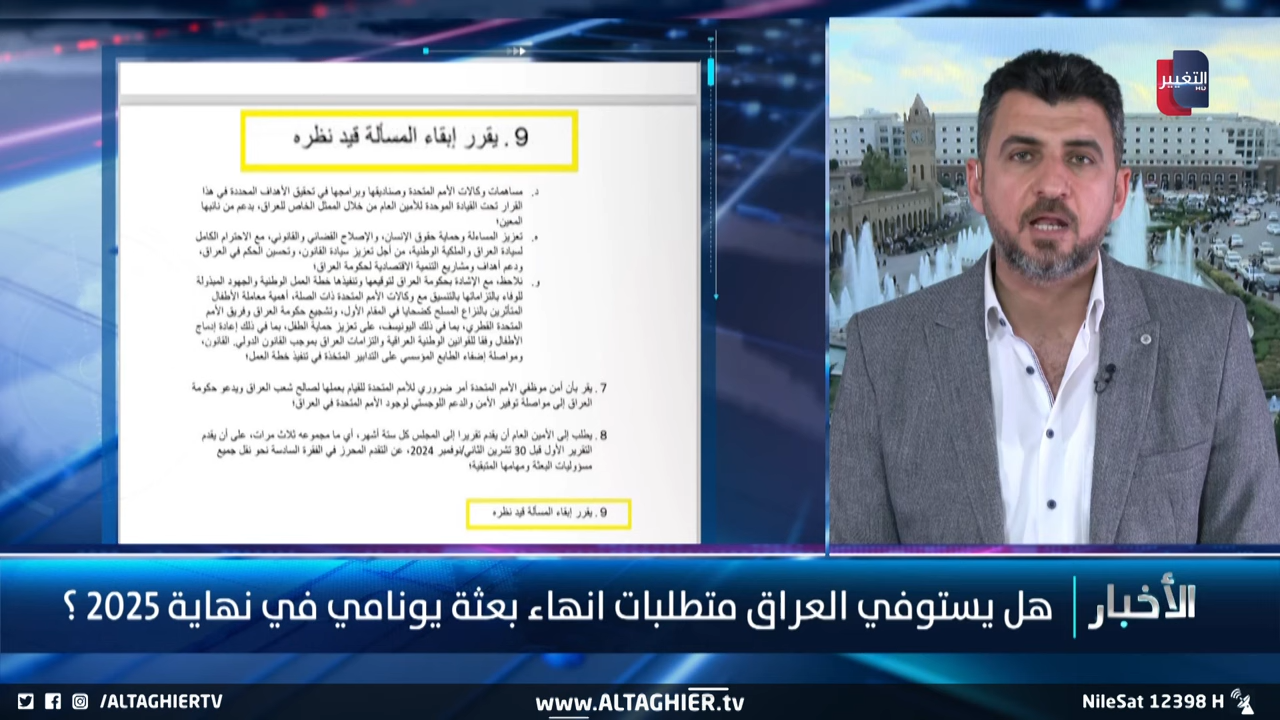 التغيير
HD
9. يقرر إبقاء المسألة قيد نظره
د. مساهمات وكالات الأمم المتحدة وصناديقها وبرامجها في تحقيق الأهداف المحددة في هذا
القرار تحت القيادة الموحدة للأمين العام من خلال الممثل الخاص للعراق، بدعم من نائبها
المعين؛
ه. تعزيز المساءلة وحماية حقوق الإنسان، والإصلاح القضائي والقانوني، مع الاحترام الكامل
لسيادة العراق والملكية الوطنية، من أجل تعزيز سيادة القانون، وتحسين الحكم في العراق،
ودعم أهداف ومشاريع التنمية الاقتصادية لحكومة العراق؛
و. نلاحظ، مع الإشادة بحكومة العراق لتوقيعها وتنفيذها خطة العمل الوطنية والجهود المبذولة
للوفاء بالتزاماتها بالتنسيق مع وكالات الأمم المتحدة ذات الصلة، أهمية معاملة الأطفال
المتأثرين بالنزاع المسلح كضحايا في المقام الأول، وتشجيع حكومة العراق وفريق الأمم
المتحدة القطري، بما في ذلك اليونيسف، على تعزيز حماية الطفل، بما في ذلك إعادة إدماج
الأطفال وفقا للقوانين الوطنية العراقية والتزامات العراق بموجب القانون الدولي. القانون،
ومواصلة إضفاء الطابع المؤسسي على التدابير المتخذة في تنفيذ خطة العمل؛
7. يقر بأن أمن موظفي الأمم المتحدة أمر ضروري للأمم المتحدة للقيام بعملها لصالح شعب العراق ويدعو حكومة
العراق إلى مواصلة توفير الأمن والدعم اللوجستي لوجود الأمم المتحدة في العراق؛
8. يطلب إلى الأمين العام أن يقدم تقريرا إلى المجلس كل ستة أشهر، أي ما مجموعه ثلاث مرات، على أن يقدم
التقرير الأول قبل 30 تشرين الثاني/نوفمبر 2024، عن التقدم المحرز في الفقرة السادسة نحو نقل جميع
مسؤوليات البعثة ومهامها المتبقية؛
9. يقرر إبقاء المسألة قيد نظره
الأخبار
هل يستوفي العراق متطلبات انهاء بعثة يونامي في نهاية 2025 ؟
/ALTAGHIERTV
www.ALTAGHIER.tv
NileSat 12398 H